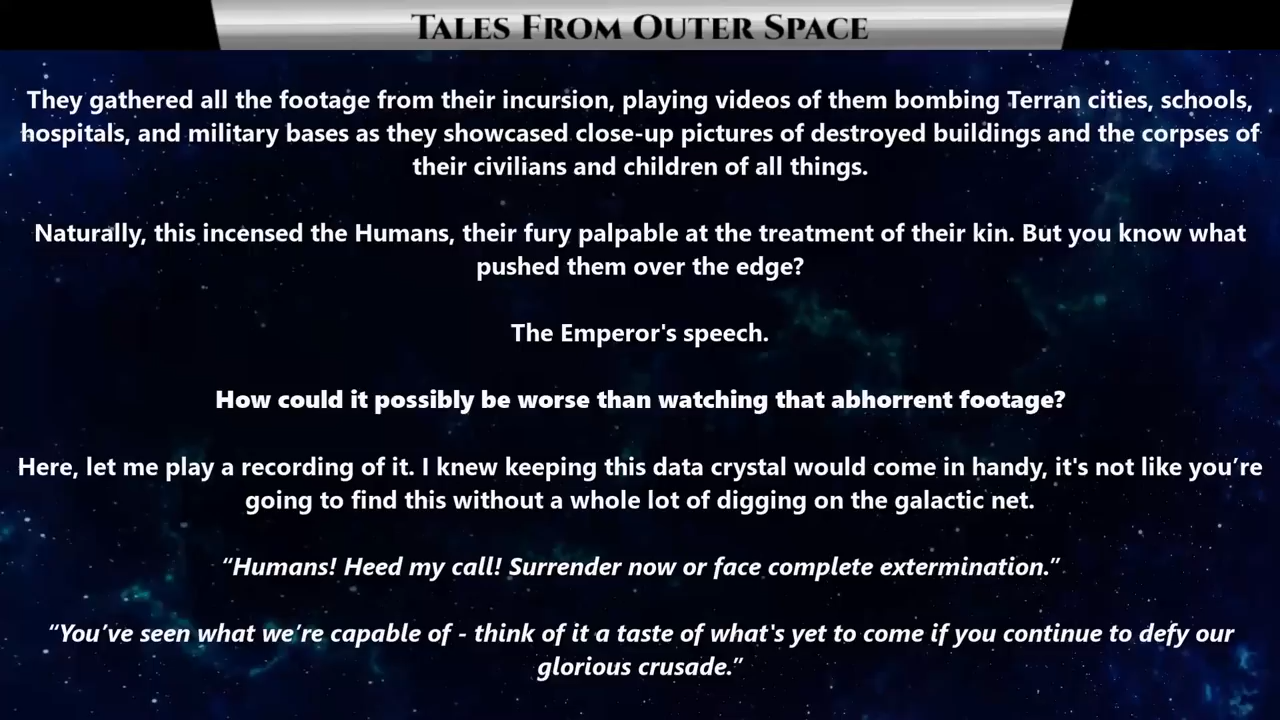 Tales From Outer Space
They gathered all the footage from their incursion, playing videos of them bombing Terran cities, schools,
hospitals, and military bases as they showcased close-up pictures of destroyed buildings and the corpses of
their civilians and children of all things.
Naturally, this incensed the Humans, their fury palpable at the treatment of their kin. But you know what
pushed them over the edge?
The Emperor's speech.
How could it possibly be worse than watching that abhorrent footage?
Here, let me play a recording of it. I knew keeping this data crystal would come in handy, it's not like you’re
going to find this without a whole lot of digging on the galactic net.
“Humans! Heed my call! Surrender now or face complete extermination.”
“You’ve seen what we’re capable of - think of it a taste of what's yet to come if you continue to defy our
glorious crusade.”